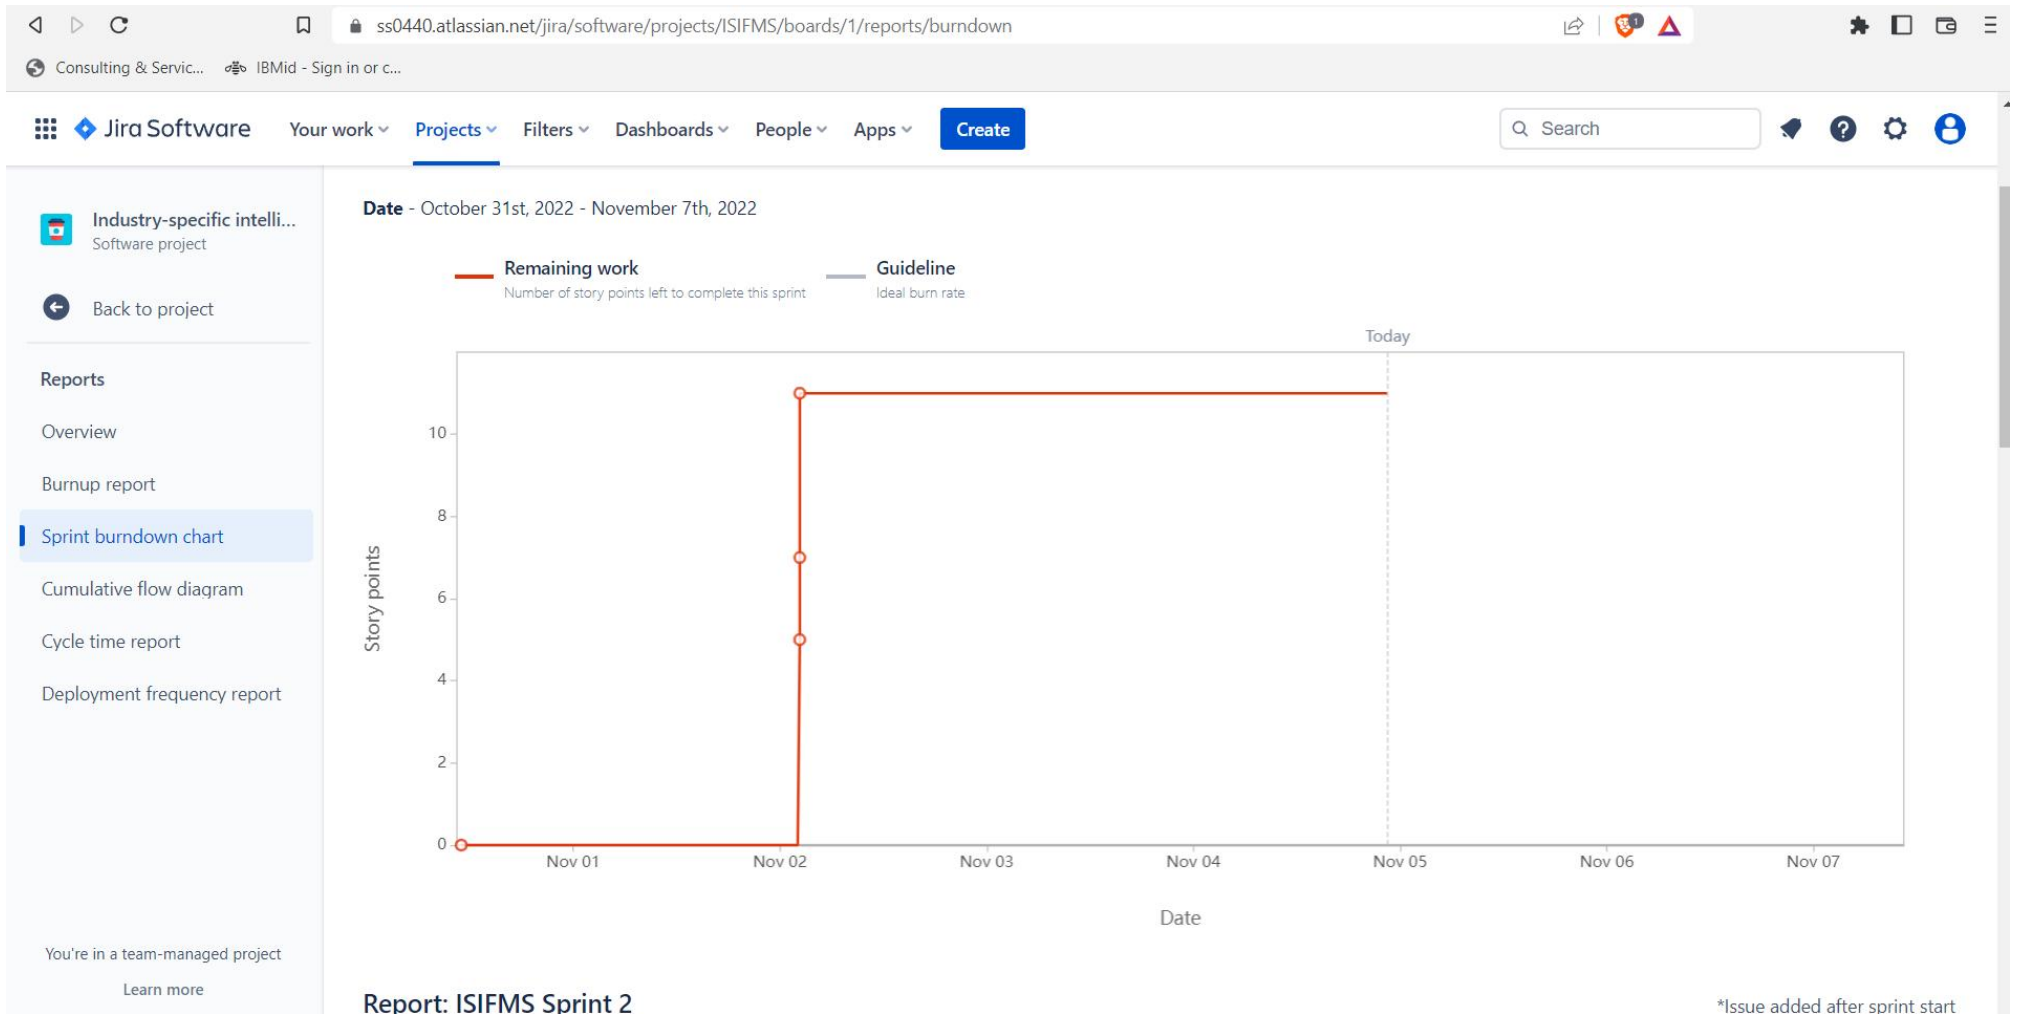 ss0440.atlassian.net/jira/software/projects/ISIFMS/boards/1/reports/burndown
1
Consulting & Servic... IBMid - Sign in or c...
Jira Software Your work Projects Filters Dashboards People Apps Create Search
Industry-specific intelli...
Software project
Back to project
Reports
Overview
Burnup report
Sprint burndown chart
Cumulative flow diagram
Cycle time report
Deployment frequency report
You're in a team-managed project
Learn more
Date - October 31st, 2022 - November 7th, 2022
Remaining work
Number of story points left to complete this sprint
Guideline
Ideal burn rate
Today
Story points
10
8
6
4
2
0
Nov 01 Nov 02 Nov 03 Nov 04 Nov 05 Nov 06 Nov 07
Date
Report: ISIFMS Sprint 2
*Issue added after sprint start